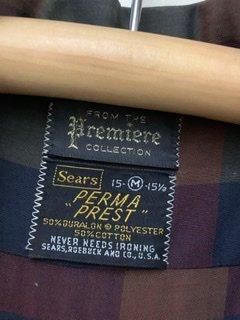 FROM THE
Premiere
COLLECTION
Sears 15-M-15½
PERMA
"PREST"
50% DURALON ® POLYESTER
50% COTTON
NEVER NEEDS IRONING
SEARS, ROEBUCK AND CO., U.S.A.